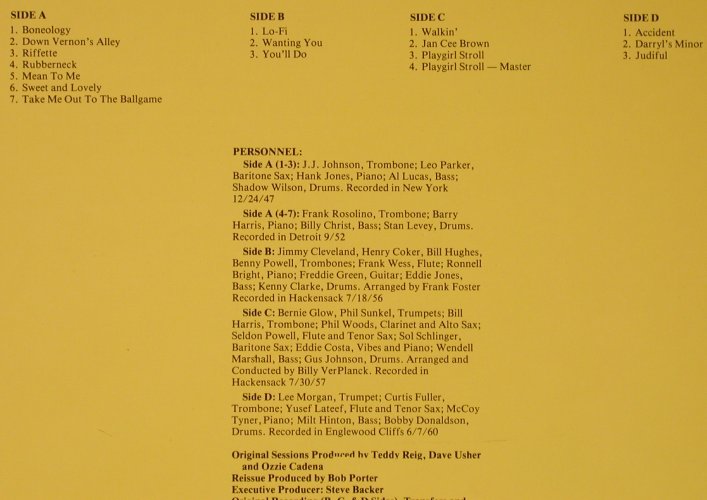 SIDE A
1. Boneology
2. Down Vernon's Alley
3. Riffette
4. Rubberneck
5. Mean To Me
6. Sweet and Lovely
7. Take Me Out To The Ballgame
SIDE B
1. Lo-Fi
2. Wanting You
3. You'll Do
SIDE C
1. Walkin'
2. Jan Cee Brown
3. Playgirl Stroll
4. Playgirl Stroll — Master
SIDE D
1. Accident
2. Darryl's Minor
3. Judiful
PERSONNEL:
Side A (1-3): J.J. Johnson, Trombone; Leo Parker,
Baritone Sax; Hank Jones, Piano; Al Lucas, Bass;
Shadow Wilson, Drums. Recorded in New York
12/24/47
Side A (4-7): Frank Rosolino, Trombone; Barry
Harris, Piano; Billy Christ, Bass; Stan Levey, Drums.
Recorded in Detroit 9/52
Side B: Jimmy Cleveland, Henry Coker, Bill Hughes,
Benny Powell, Trombones; Frank Wess, Flute; Ronnell
Bright, Piano; Freddie Green, Guitar; Eddie Jones,
Bass; Kenny Clarke, Drums. Arranged by Frank Foster
Recorded in Hackensack 7/18/56
Side C: Bernie Glow, Phil Sunkel, Trumpets; Bill
Harris, Trombone; Phil Woods, Clarinet and Alto Sax;
Seldon Powell, Flute and Tenor Sax; Sol Schlinger,
Baritone Sax; Eddie Costa, Vibes and Piano; Wendell
Marshall, Bass; Gus Johnson, Drums. Arranged and
Conducted by Billy VerPlanck. Recorded in
Hackensack 7/30/57
Side D: Lee Morgan, Trumpet; Curtis Fuller,
Trombone; Yusef Lateef, Flute and Tenor Sax; McCoy
Tyner, Piano; Milt Hinton, Bass; Bobby Donaldson,
Drums. Recorded in Englewood Cliffs 6/7/60
Original Sessions Produced by Teddy Reig, Dave Usher
and Ozzie Cadena
Reissue Produced by Bob Porter
Executive Producer: Steve Backer